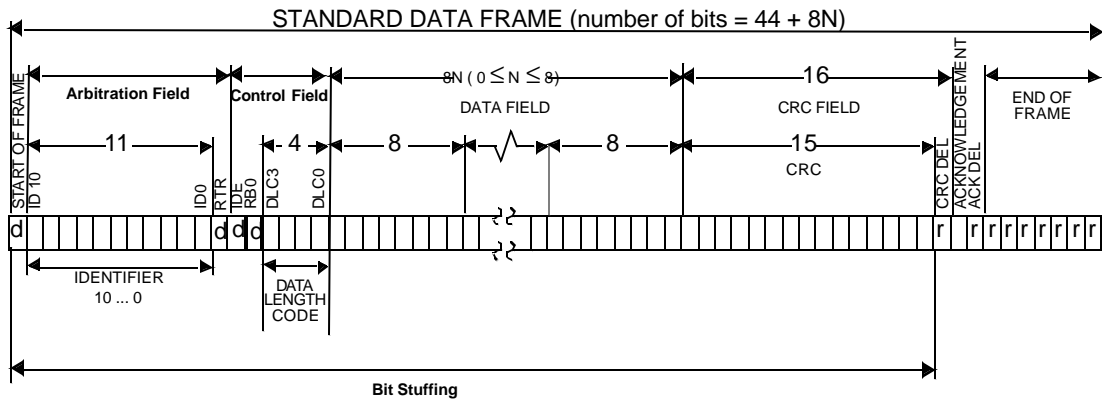 STANDARD DATA FRAME (number of bits = 44 + 8N)
8N ( 0 ≤ N ≤ 8)
16
Arbitration Field
Control Field
DATA FIELD
CRC FIELD
END OF
FRAME
START OF FRAME
ID 10
11
ID0
RTR
IDE
RB0
DLC3
4
DLC0
8
8
15
CRC
CRC DEL
ACKNOWLEDGEMENT
ACK DEL
d d d d r r r r r r r r r
IDENTIFIER
10 ... 0
DATA
LENGTH
CODE
Bit Stuffing